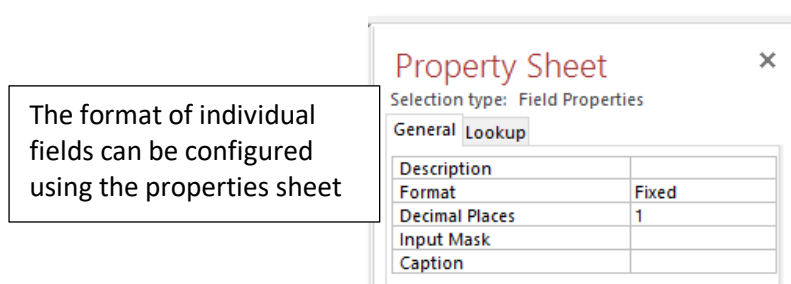 The format of individual
fields can be configured
using the properties sheet
Property Sheet ×
Selection type: Field Properties
General Lookup
Description
Format Fixed
Decimal Places 1
Input Mask
Caption